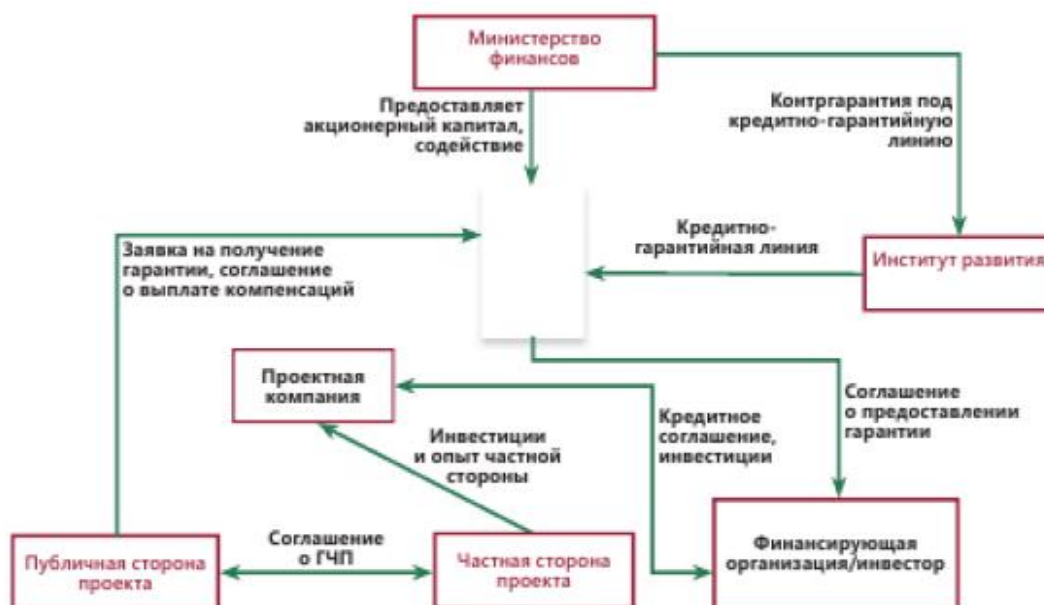 Министерство
финансов
Предоставляет
акционерный капитал,
содействие
Контргарантия под
кредитно-гарантийную
линию
Заявка на получение
гарантии, соглашение
о выплате компенсаций
Кредитно-
гарантийная линия
Институт развития
Проектная
компания
Инвестиции
и опыт частной
стороны
Кредитное
соглашение,
инвестиции
Соглашение
о предоставлении
гарантии
Публичная сторона
проекта
Соглашение
о ГЧП
Частная сторона
проекта
Финансирующая
организация/инвестор